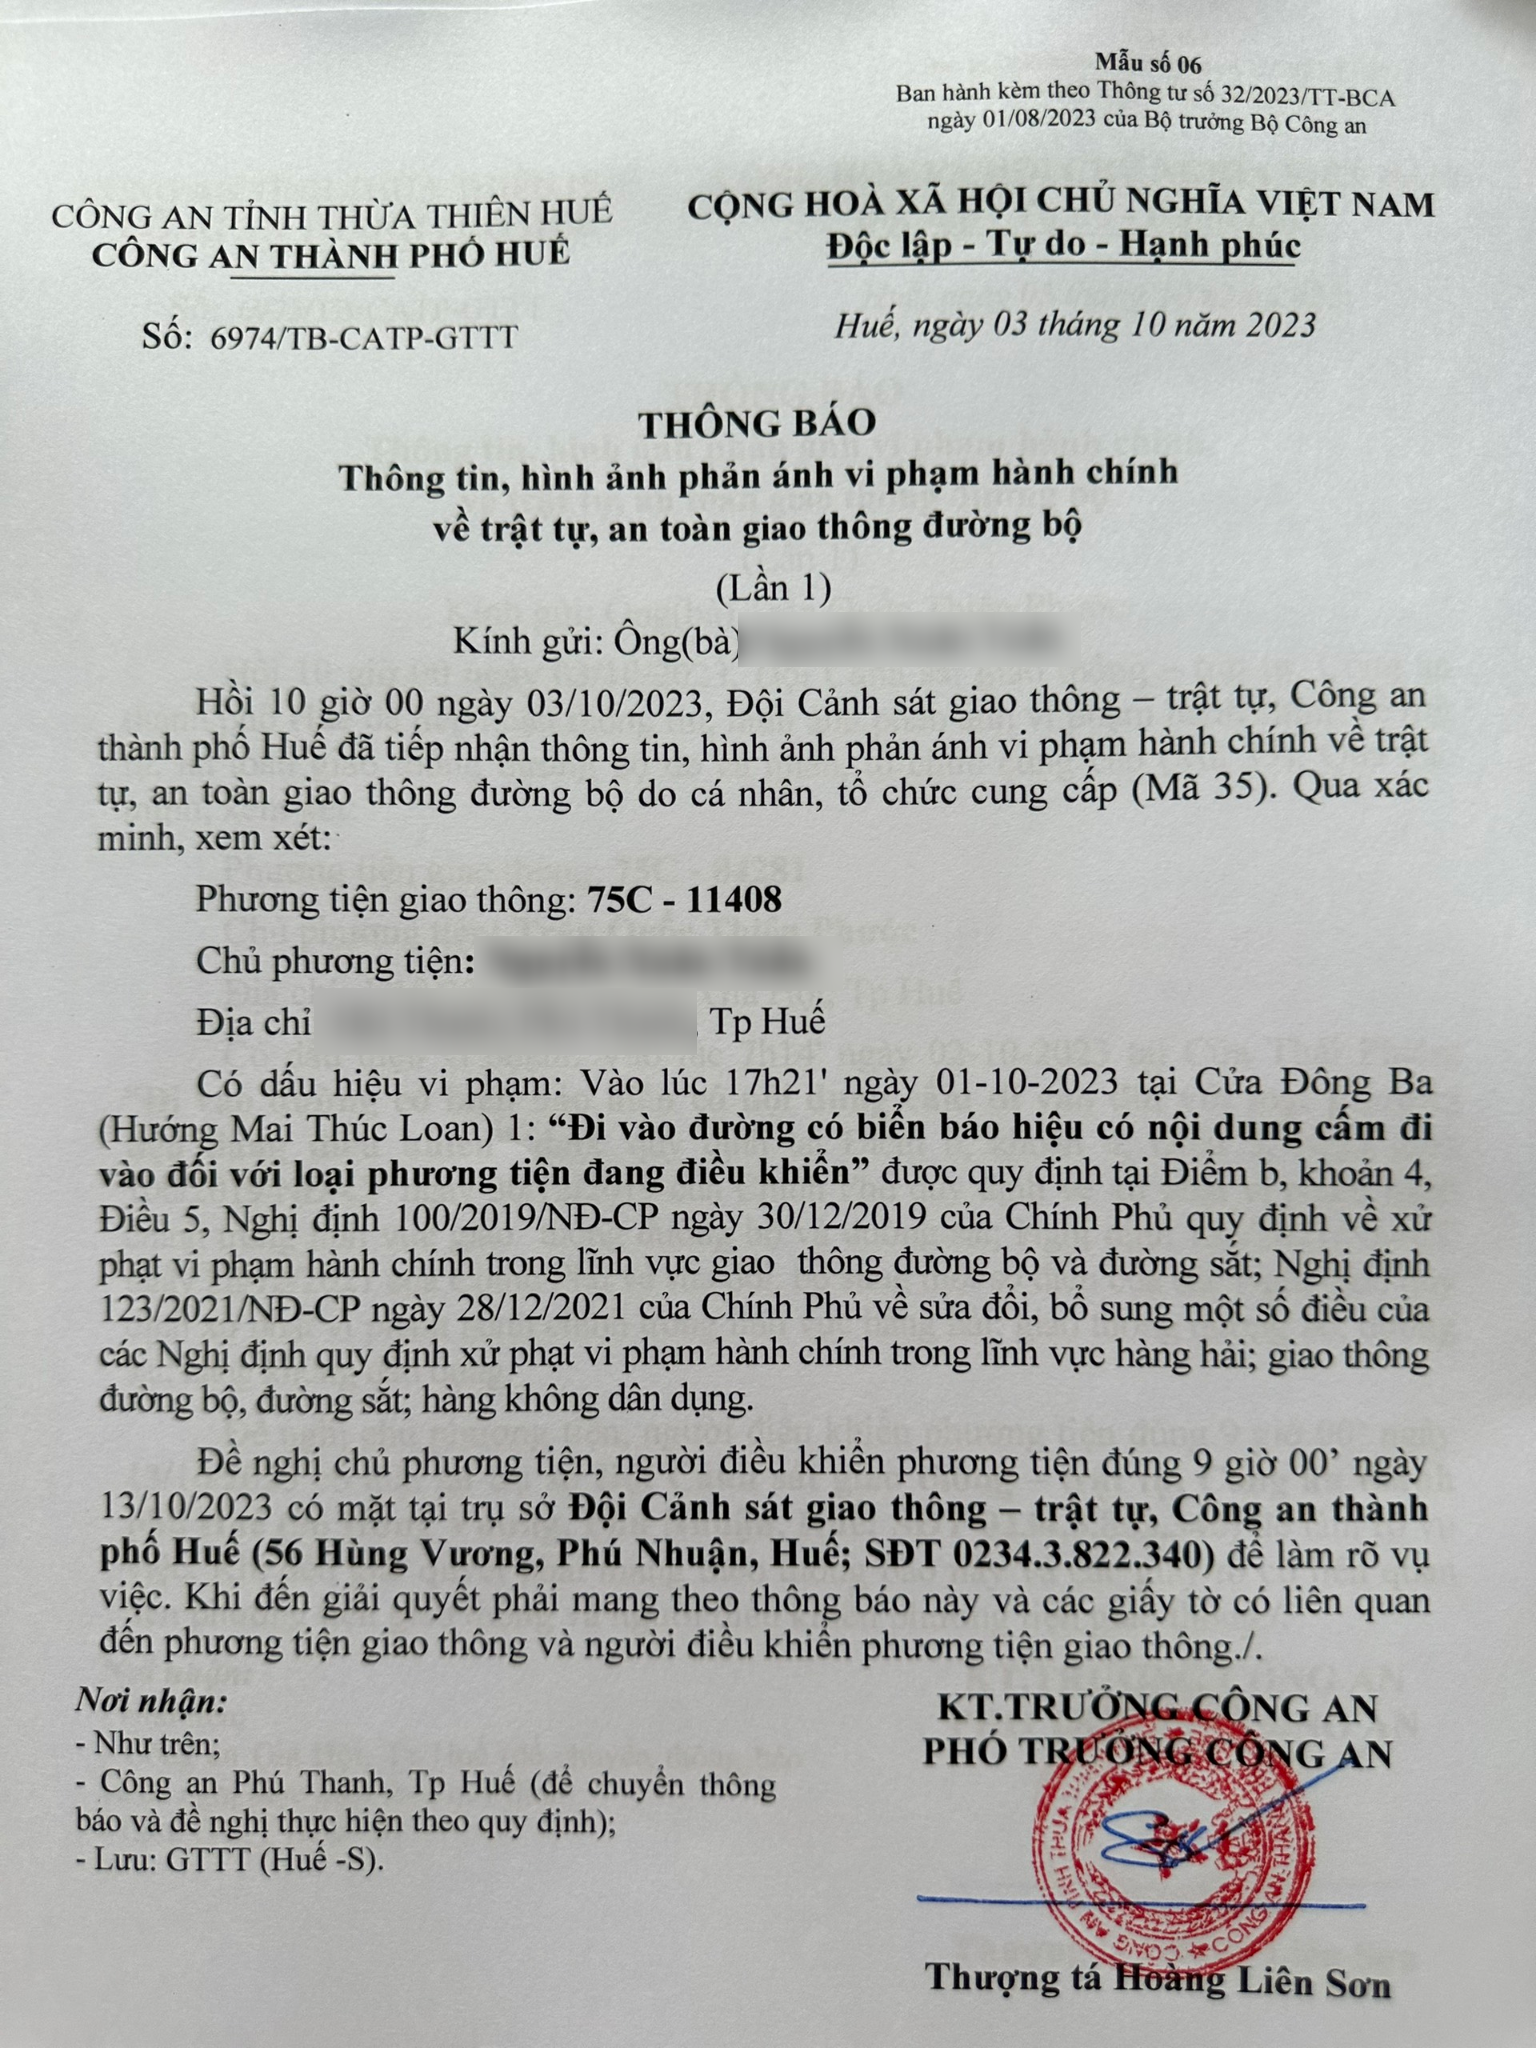 Mẫu số 06
Ban hành kèm theo Thông tư số 32/2023/TT-BCA
ngày 01/08/2023 của Bộ trưởng Bộ Công an
CÔNG AN TỈNH THỪA THIÊN HUẾ
CÔNG AN THÀNH PHỐ HUẾ
Số: 6974/TB-CATP-GTTT
CỘNG HOÀ XÃ HỘI CHỦ NGHĨA VIỆT NAM
Độc lập - Tự do - Hạnh phúc
Huế, ngày 03 tháng 10 năm 2023
THÔNG BÁO
Thông tin, hình ảnh phản ánh vi phạm hành chính
về trật tự, an toàn giao thông đường bộ
(Lần 1)
Kính gửi: Ông(bà)
Hồi 10 giờ 00 ngày 03/10/2023, Đội Cảnh sát giao thông – trật tự, Công an
thành phố Huế đã tiếp nhận thông tin, hình ảnh phản ánh vi phạm hành chính về trật
tự, an toàn giao thông đường bộ do cá nhân, tổ chức cung cấp (Mã 35). Qua xác
minh, xem xét:
Phương tiện giao thông: 75C - 11408
Chủ phương tiện:
Địa chỉ , Tp Huế
Có dấu hiệu vi phạm: Vào lúc 17h21' ngày 01-10-2023 tại Cửa Đông Ba
(Hướng Mai Thúc Loan) 1: “Đi vào đường có biển báo hiệu có nội dung cấm đi
vào đối với loại phương tiện đang điều khiển” được quy định tại Điểm b, khoản 4,
Điều 5, Nghị định 100/2019/NĐ-CP ngày 30/12/2019 của Chính Phủ quy định về xử
phạt vi phạm hành chính trong lĩnh vực giao thông đường bộ và đường sắt; Nghị định
123/2021/NĐ-CP ngày 28/12/2021 của Chính Phủ về sửa đổi, bổ sung một số điều của
các Nghị định quy định xử phạt vi phạm hành chính trong lĩnh vực hàng hải; giao thông
đường bộ, đường sắt; hàng không dân dụng.
Đề nghị chủ phương tiện, người điều khiển phương tiện đúng 9 giờ 00’ ngày
13/10/2023 có mặt tại trụ sở Đội Cảnh sát giao thông – trật tự, Công an thành
phố Huế (56 Hùng Vương, Phú Nhuận, Huế; SĐT 0234.3.822.340) để làm rõ vụ
việc. Khi đến giải quyết phải mang theo thông báo này và các giấy tờ có liên quan
đến phương tiện giao thông và người điều khiển phương tiện giao thông./.
Nơi nhận:
- Như trên;
- Công an Phú Thanh, Tp Huế (để chuyển thông
báo và đề nghị thực hiện theo quy định);
- Lưu: GTTT (Huế -S).
KT.TRƯỞNG CÔNG AN
PHÓ TRƯỞNG CÔNG AN
Thượng tá Hoàng Liên Sơn